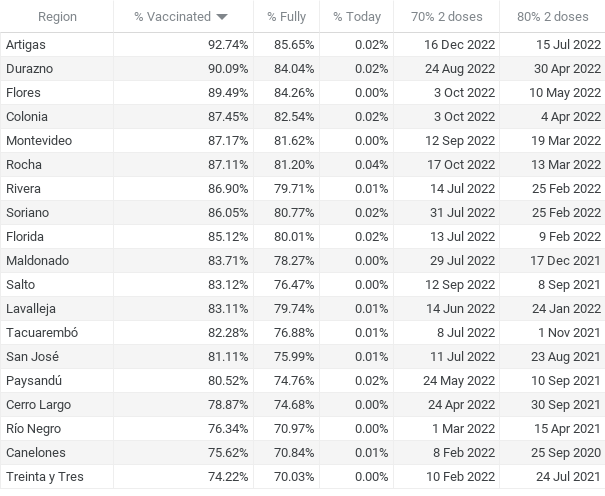 Region % Vaccinated % Fully % Today 70% 2 doses 80% 2 doses
Artigas 92.74% 85.65% 0.02% 16 Dec 2022 15 Jul 2022
Durazno 90.09% 84.04% 0.02% 24 Aug 2022 30 Apr 2022
Flores 89.49% 84.26% 0.00% 3 Oct 2022 10 May 2022
Colonia 87.45% 82.54% 0.02% 3 Oct 2022 4 Apr 2022
Montevideo 87.17% 81.62% 0.00% 12 Sep 2022 19 Mar 2022
Rocha 87.11% 81.20% 0.04% 17 Oct 2022 13 Mar 2022
Rivera 86.90% 79.71% 0.01% 14 Jul 2022 25 Feb 2022
Soriano 86.05% 80.77% 0.02% 31 Jul 2022 25 Feb 2022
Florida 85.12% 80.01% 0.02% 13 Jul 2022 9 Feb 2022
Maldonado 83.71% 78.27% 0.00% 29 Jul 2022 17 Dec 2021
Salto 83.12% 76.47% 0.00% 12 Sep 2022 8 Sep 2021
Lavalleja 83.11% 79.74% 0.01% 14 Jun 2022 24 Jan 2022
Tacuarembó 82.28% 76.88% 0.01% 8 Jul 2022 1 Nov 2021
San José 81.11% 75.99% 0.01% 11 Jul 2022 23 Aug 2021
Paysandú 80.52% 74.76% 0.02% 24 May 2022 10 Sep 2021
Cerro Largo 78.87% 74.68% 0.00% 24 Apr 2022 30 Sep 2021
Río Negro 76.34% 70.97% 0.00% 1 Mar 2022 15 Apr 2021
Canelones 75.62% 70.84% 0.01% 8 Feb 2022 25 Sep 2020
Treinta y Tres 74.22% 70.03% 0.00% 10 Feb 2022 24 Jul 2021